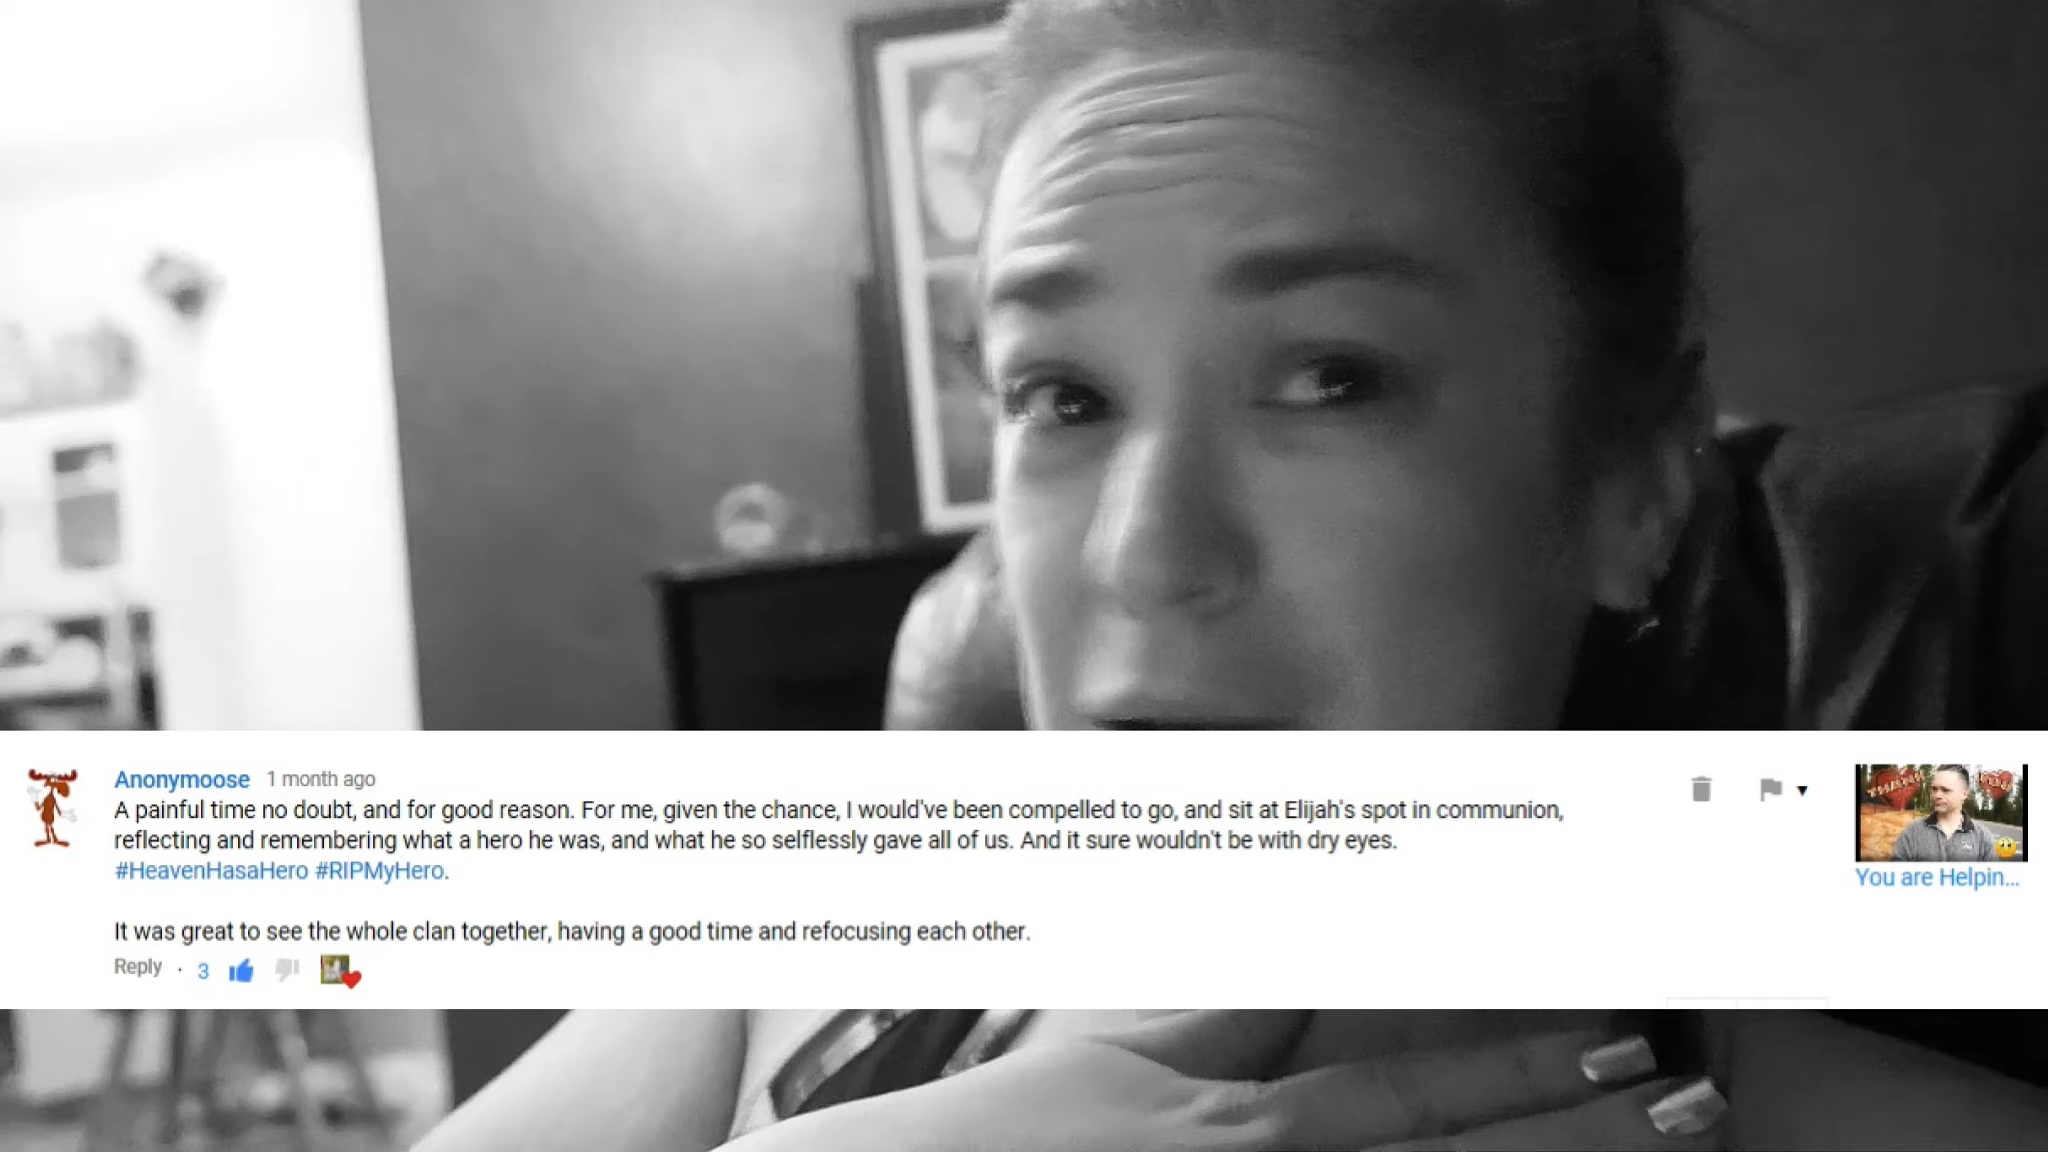 Anonymoose 1 month ago
A painful time no doubt, and for good reason. For me, given the chance, I would've been compelled to go, and sit at Elijah's spot in communion,
reflecting and remembering what a hero he was, and what he so selflessly gave all of us. And it sure wouldn't be with dry eyes.
#HeavenHasaHero #RIPMyHero.
It was great to see the whole clan together, having a good time and refocusing each other.
Reply · 3
THANK YOU
You are Helpin...